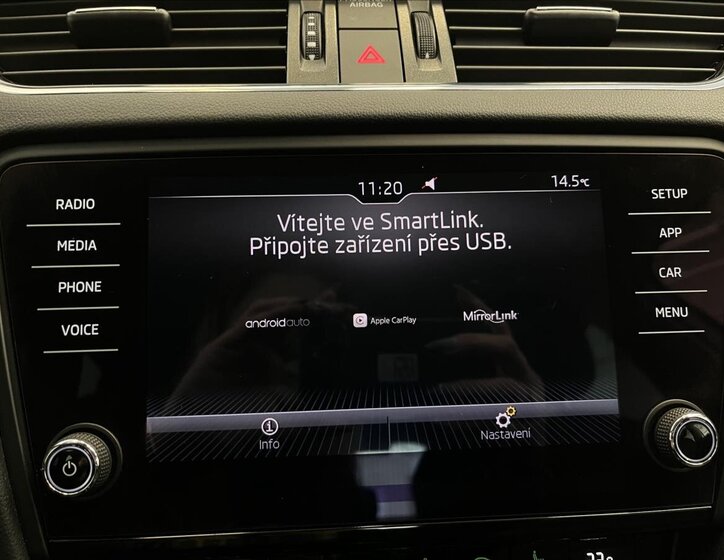 AIRBAG
11:20
14.5°C
RADIO
MEDIA
PHONE
VOICE
Vítejte ve SmartLink.
Připojte zařízení přes USB.
androidauto
Apple CarPlay
MirrorLink
Info
Nastavení
SETUP
APP
CAR
MENU